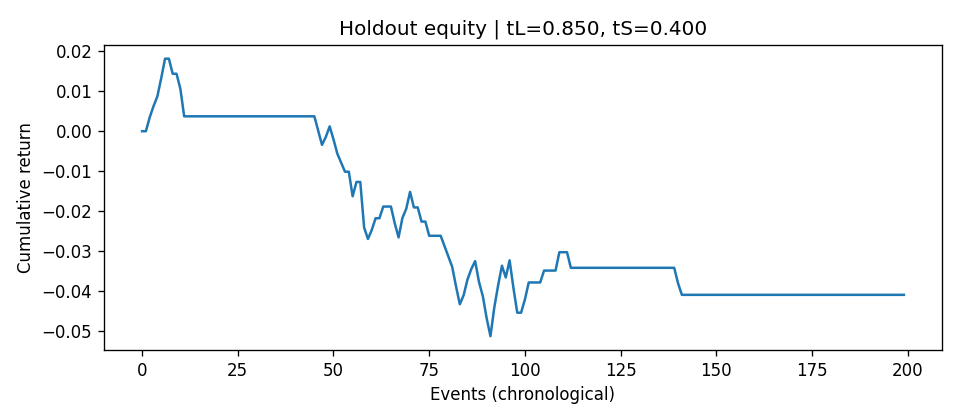 Holdout equity | tL=0.850, tS=0.400
0.02
0.01
0.00
−0.01
−0.02
−0.03
−0.04
−0.05
Cumulative return
0 25 50 75 100 125 150 175 200
Events (chronological)